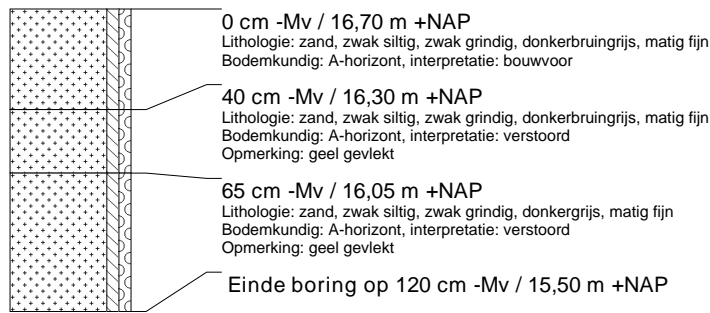 0 cm -Mv / 16,70 m +NAP
Lithologie: zand, zwak siltig, zwak grindig, donkerbruingrijs, matig fijn
Bodemkundig: A-horizont, interpretatie: bouwvoor
40 cm -Mv / 16,30 m +NAP
Lithologie: zand, zwak siltig, zwak grindig, donkerbruingrijs, matig fijn
Bodemkundig: A-horizont, interpretatie: verstoord
Opmerking: geel gevlekt
65 cm -Mv / 16,05 m +NAP
Lithologie: zand, zwak siltig, zwak grindig, donkergrijs, matig fijn
Bodemkundig: A-horizont, interpretatie: verstoord
Opmerking: geel gevlekt
Einde boring op 120 cm -Mv / 15,50 m +NAP